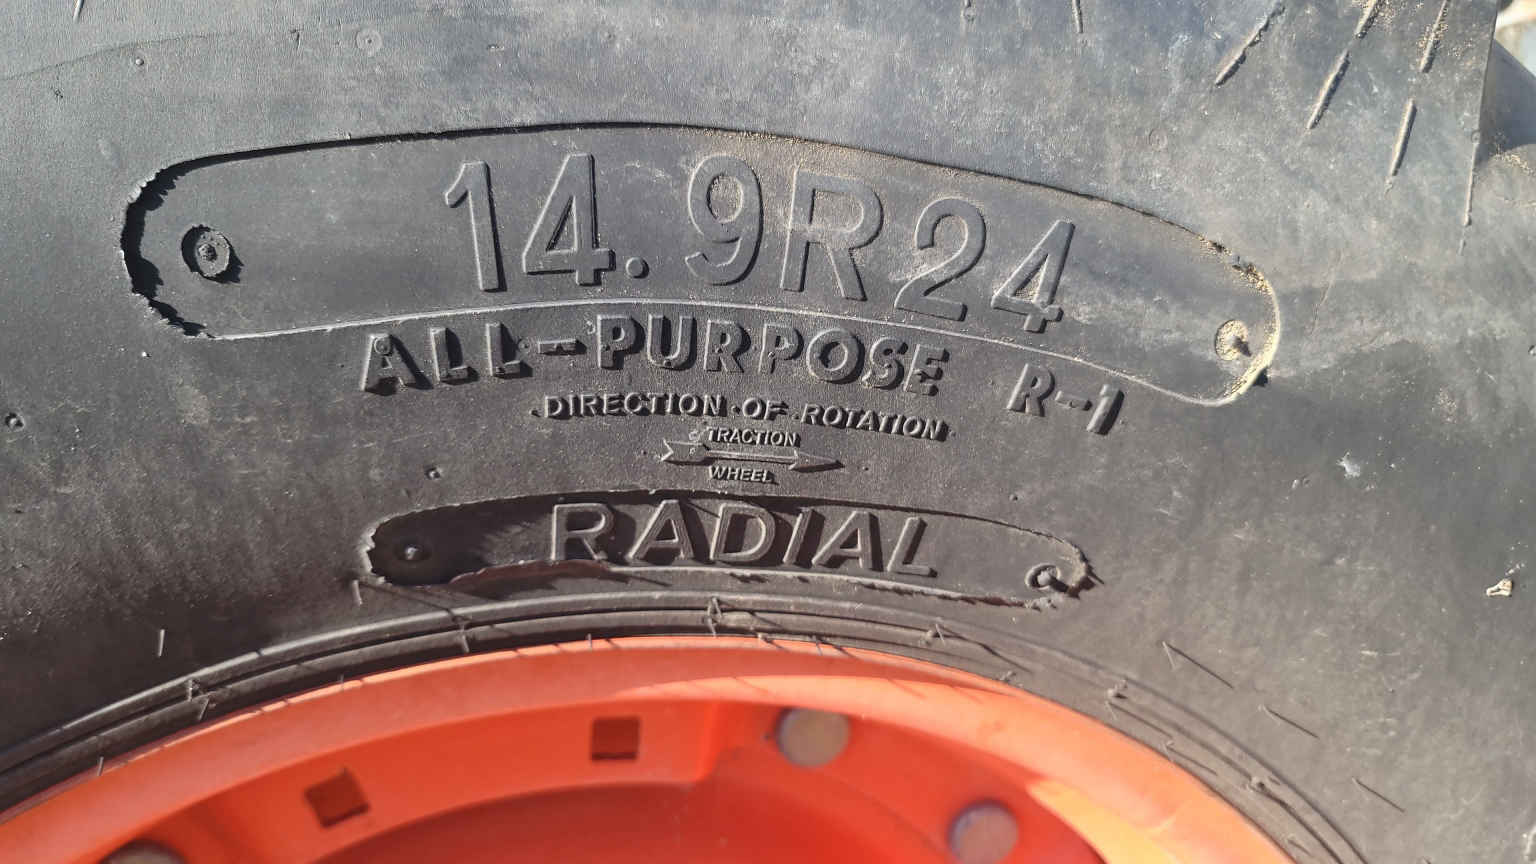 14.9R24
ALL-PURPOSE R-1
DIRECTION OF ROTATION
TRACTION
WHEEL
RADIAL